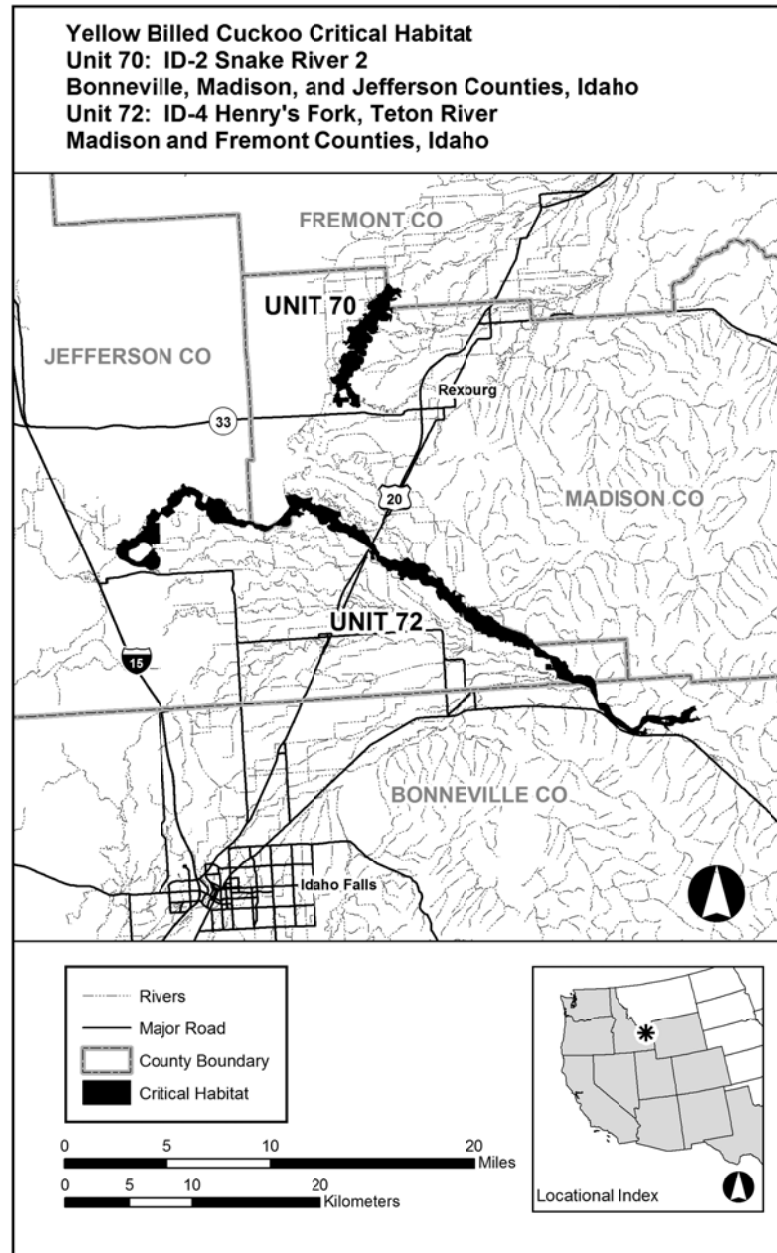 Yellow Billed Cuckoo Critical Habitat
Unit 70: ID-2 Snake River 2
Bonneville, Madison, and Jefferson Counties, Idaho
Unit 72: ID-4 Henry's Fork, Teton River
Madison and Fremont Counties, Idaho
FREMONT CO
UNIT 70
JEFFERSON CO
Rexburg
33
20
MADISON CO
UNIT 72
15
BONNEVILLE CO
Idaho Falls
Rivers
Major Road
County Boundary
Critical Habitat
0 5 10 20
Miles
0 5 10 20
Kilometers
Locational Index